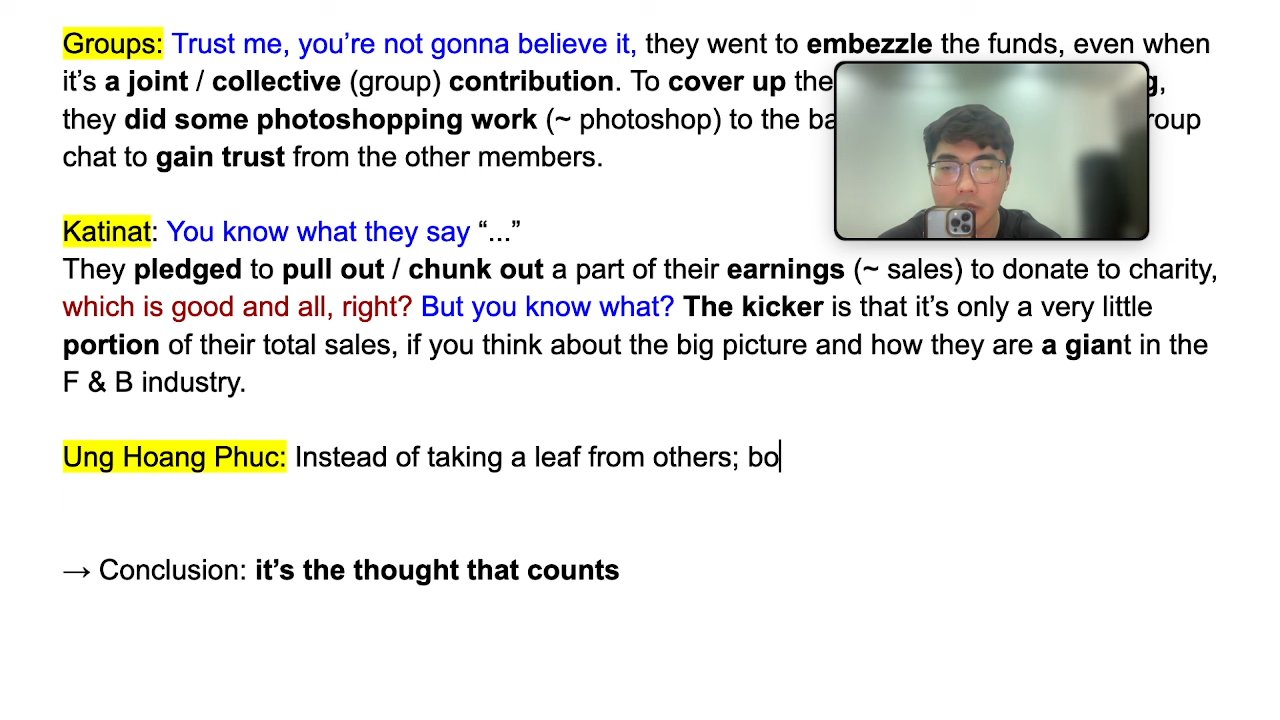 Groups: Trust me, you’re not gonna believe it, they went to embezzle the funds, even when
it’s a joint / collective (group) contribution. To cover up the
they did some photoshopping work (~ photoshop) to the
chat to gain trust from the other members.
Katinat: You know what they say “...”
They pledged to pull out / chunk out a part of their earnings (~ sales) to donate to charity,
which is good and all, right? But you know what? The kicker is that it’s only a very little
portion of their total sales, if you think about the big picture and how they are a giant in the
F & B industry.
Ung Hoang Phuc: Instead of taking a leaf from others; bo
→ Conclusion: it’s the thought that counts